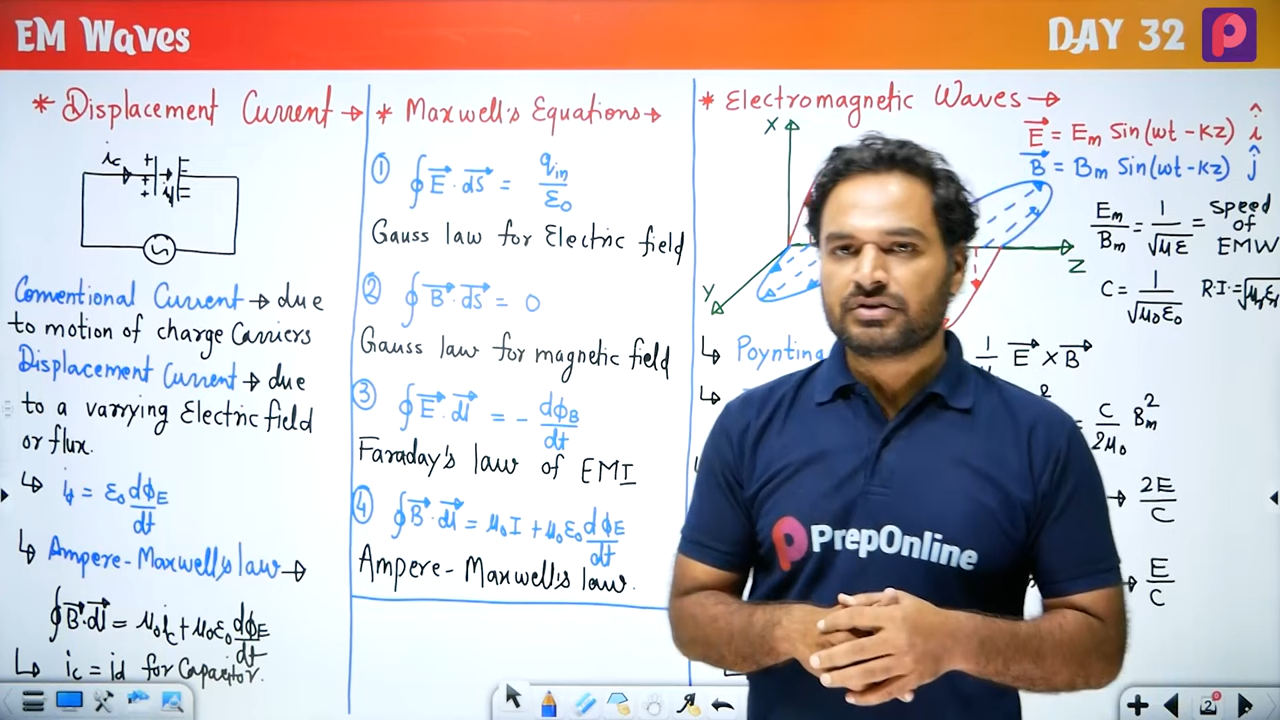 EM Waves
DAY 32
* Displacement Current →
ic
+
+
id
Conventional Current → due
to motion of charge Carriers
Displacement Current → due
to a varrying Electric field
or flux.
↳ id = ε0 dφE/dt
↳ Ampere-Maxwell's law →
∮B⃗·dl⃗ = μ0ic + μ0ε0 dφE/dt
↳ ic = id for Capacitor.
* Maxwell's Equations →
① ∮E⃗·dS⃗ = qin/ε0
Gauss law for Electric field
② ∮B⃗·ds⃗ = 0
Gauss law for magnetic field
③ ∮E⃗·dl⃗ = - dφB/dt
Faraday's law of EMI
④ ∮B⃗·dl⃗ = μ0I + μ0ε0 dφE/dt
Ampere-Maxwell's law.
* Electromagnetic Waves →
X
Y
Z
E⃗ = Em Sin(ωt - kz) î
B⃗ = Bm Sin(ωt - kz) ĵ
Em/Bm = 1/√με = Speed of EMW
C = 1/√μ0ε0
R.I. = √μrεr
↳ E⃗ × B⃗
↳
= C/2μ0 Bm²
→ 2E/C
→ E/C
PrepOnline
2